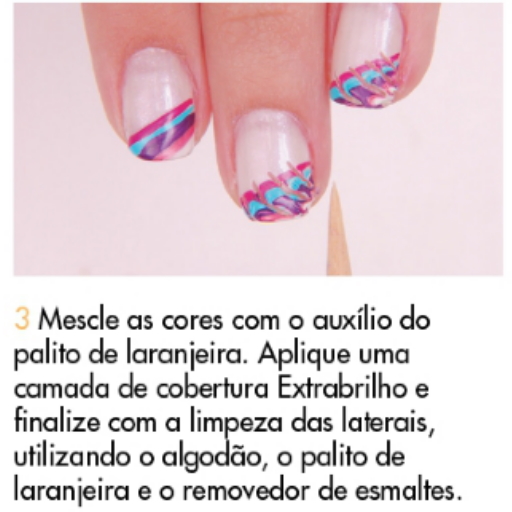 3 Mescle as cores com o auxílio do
palito de laranjeira. Aplique uma
camada de cobertura Extrabrilho e
finalize com a limpeza das laterais,
utilizando o algodão, o palito de
laranjeira e o removedor de esmaltes.